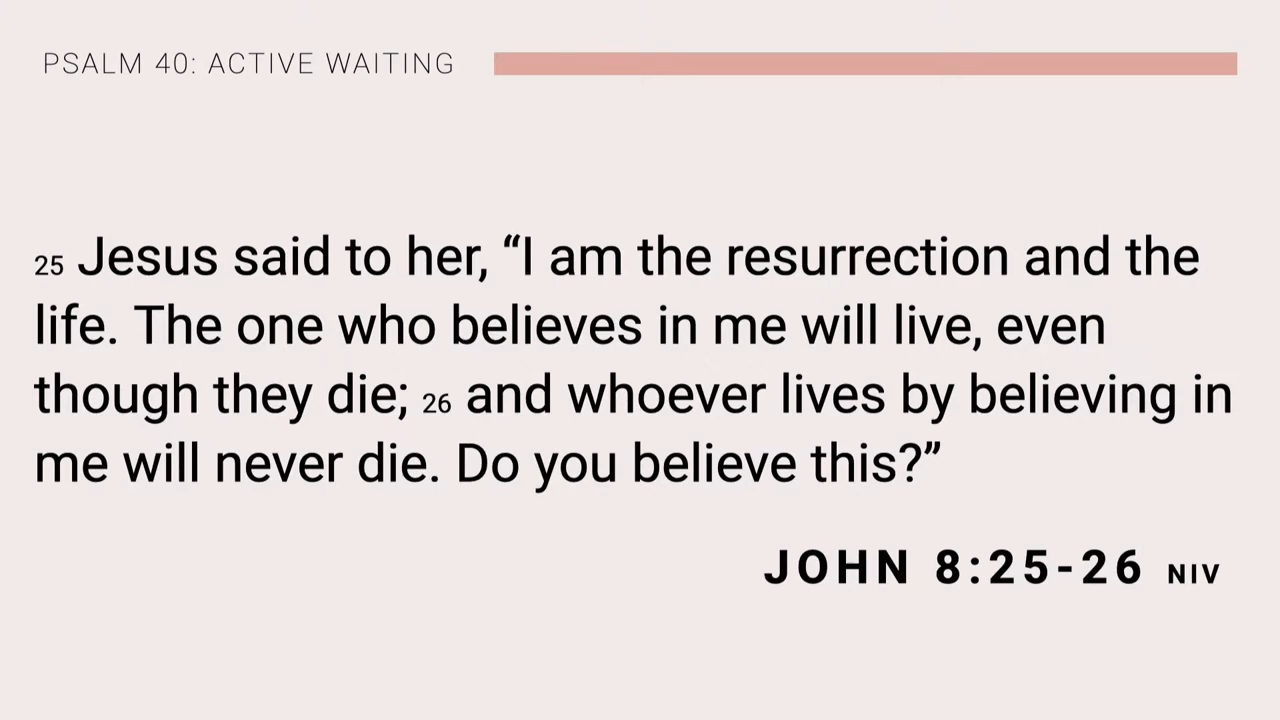 PSALM 40: ACTIVE WAITING
25 Jesus said to her, “I am the resurrection and the
life. The one who believes in me will live, even
though they die; 26 and whoever lives by believing in
me will never die. Do you believe this?”
JOHN 8:25-26 NIV